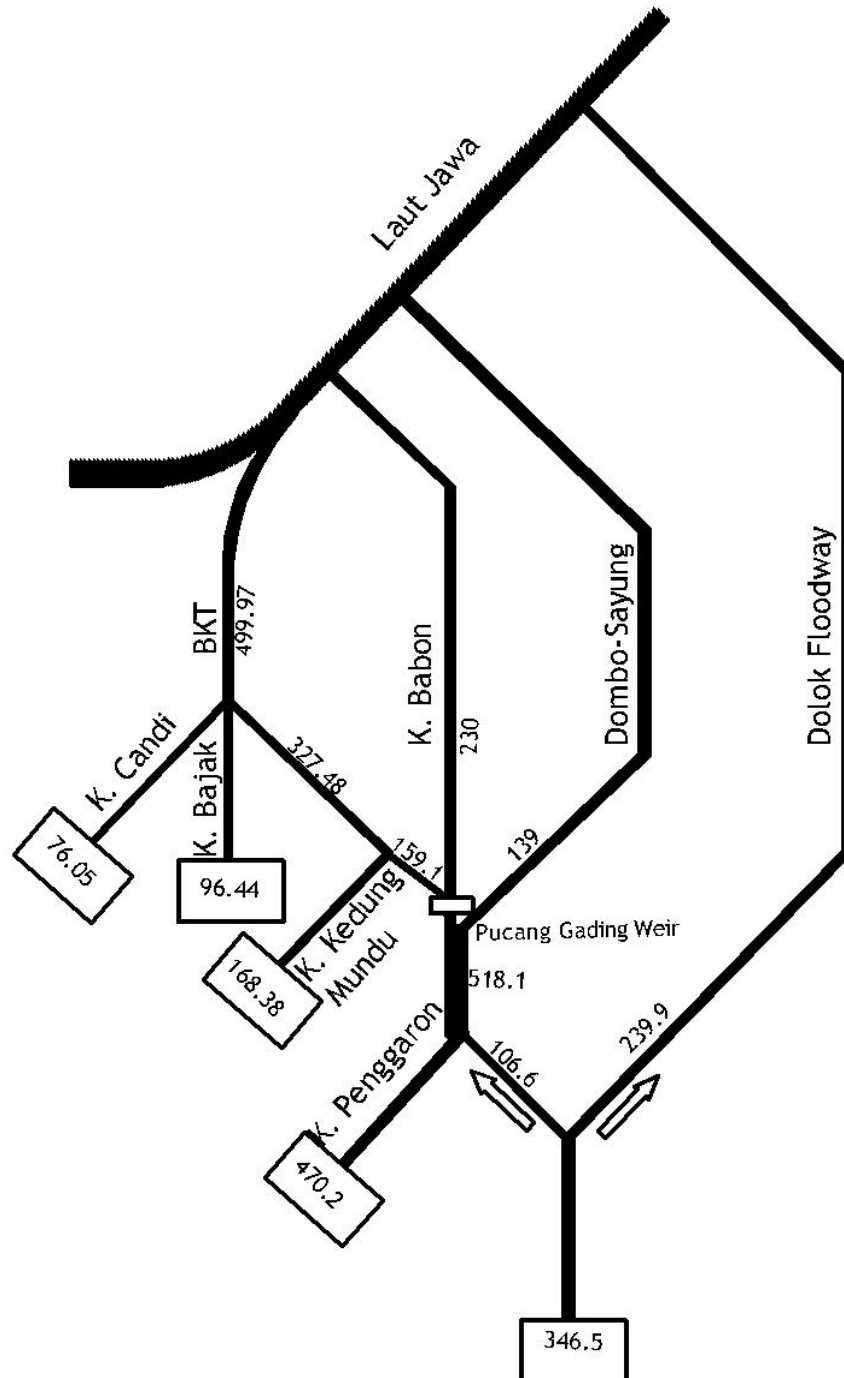 Laut Jawa
BKT
499.97
K. Babon
230
Dombo-Sayung
Dolok Floodway
K. Candi
K. Bajak
327.48
159.1
139
76.05
96.44
K. Kedung
Mundu
168.38
Pucang Gading Weir
518.1
K. Penggaron
106.6
239.9
470.2
346.5